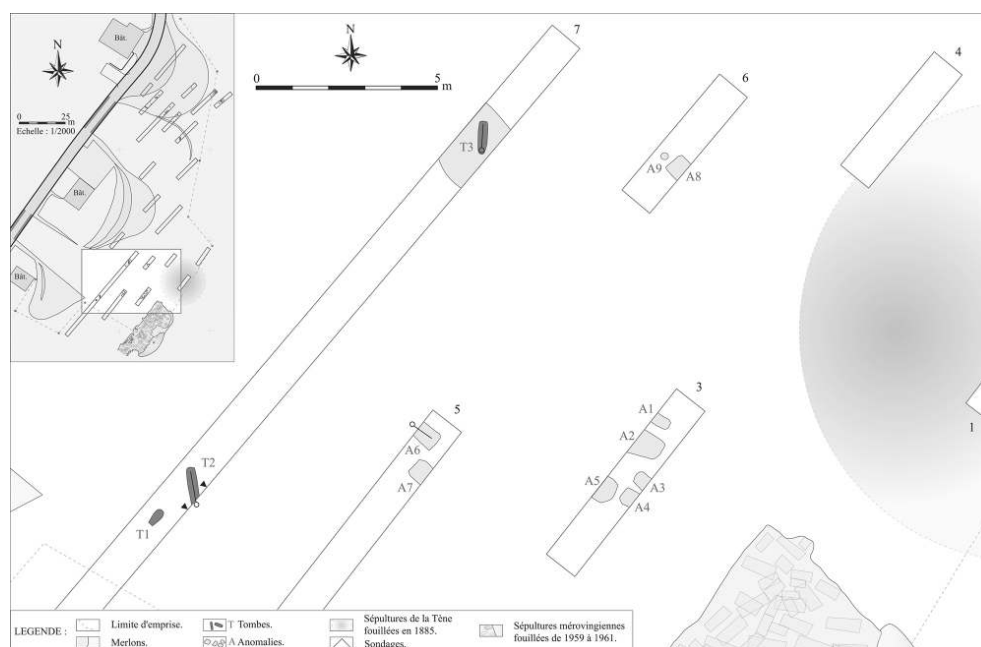 Bât.
N
0 25
m
Echelle : 1/2000
Bât.
Bât.
N
0 5
m
7
6
4
T3
A9
A8
5
A6
A7
3
A1
A2
A5
A3
A4
1
T2
T1
LEGENDE :
Limite d'emprise.
Merlons.
T Tombes.
A Anomalies.
Sépultures de la Tène
fouillées en 1885.
Sondages.
Sépultures mérovingiennes
fouillées de 1959 à 1961.